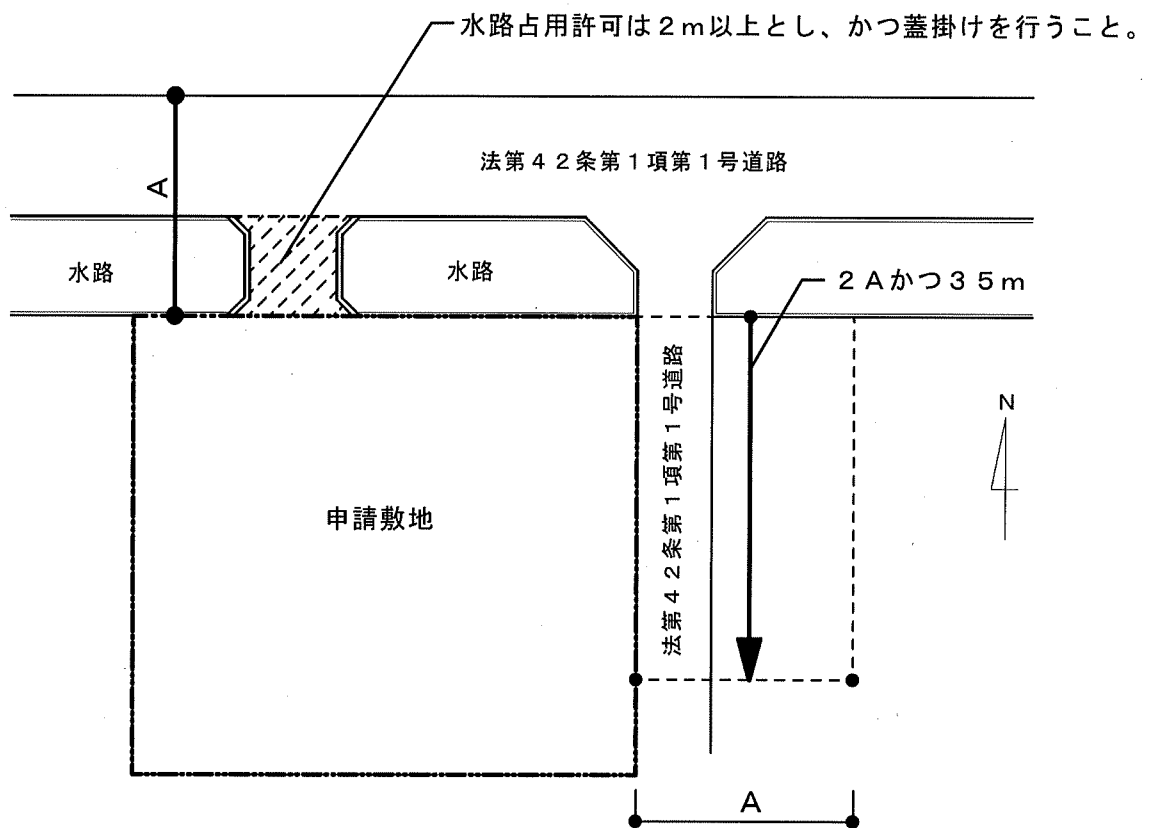 水路占用許可は２ｍ以上とし、かつ蓋掛けを行うこと。
法第４２条第１項第１号道路
A
水路
水路
２Ａかつ３５ｍ
法第４２条第１項第１号道路
N
申請敷地
A